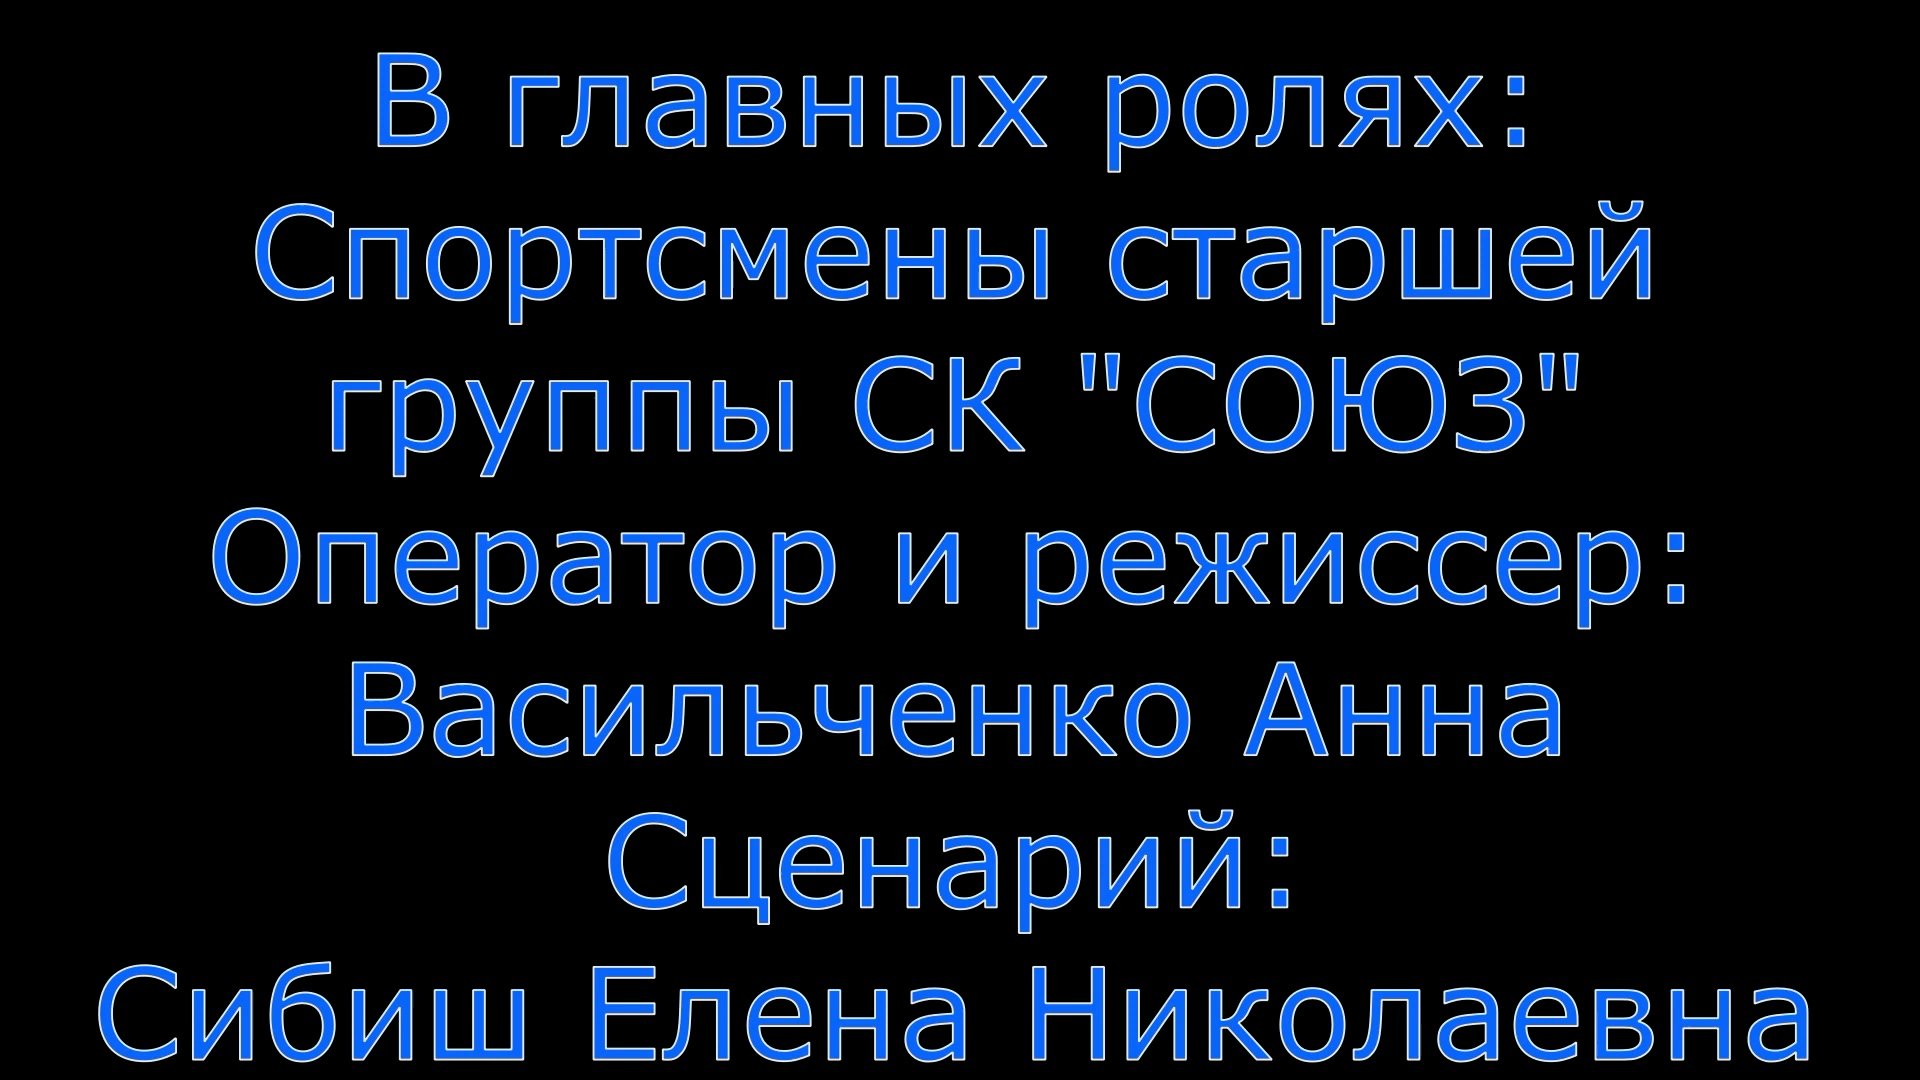 В главных ролях:
Спортсмены старшей
группы СК "СОЮЗ"
Оператор и режиссер:
Васильченко Анна
Сценарий:
Сибиш Елена Николаевна